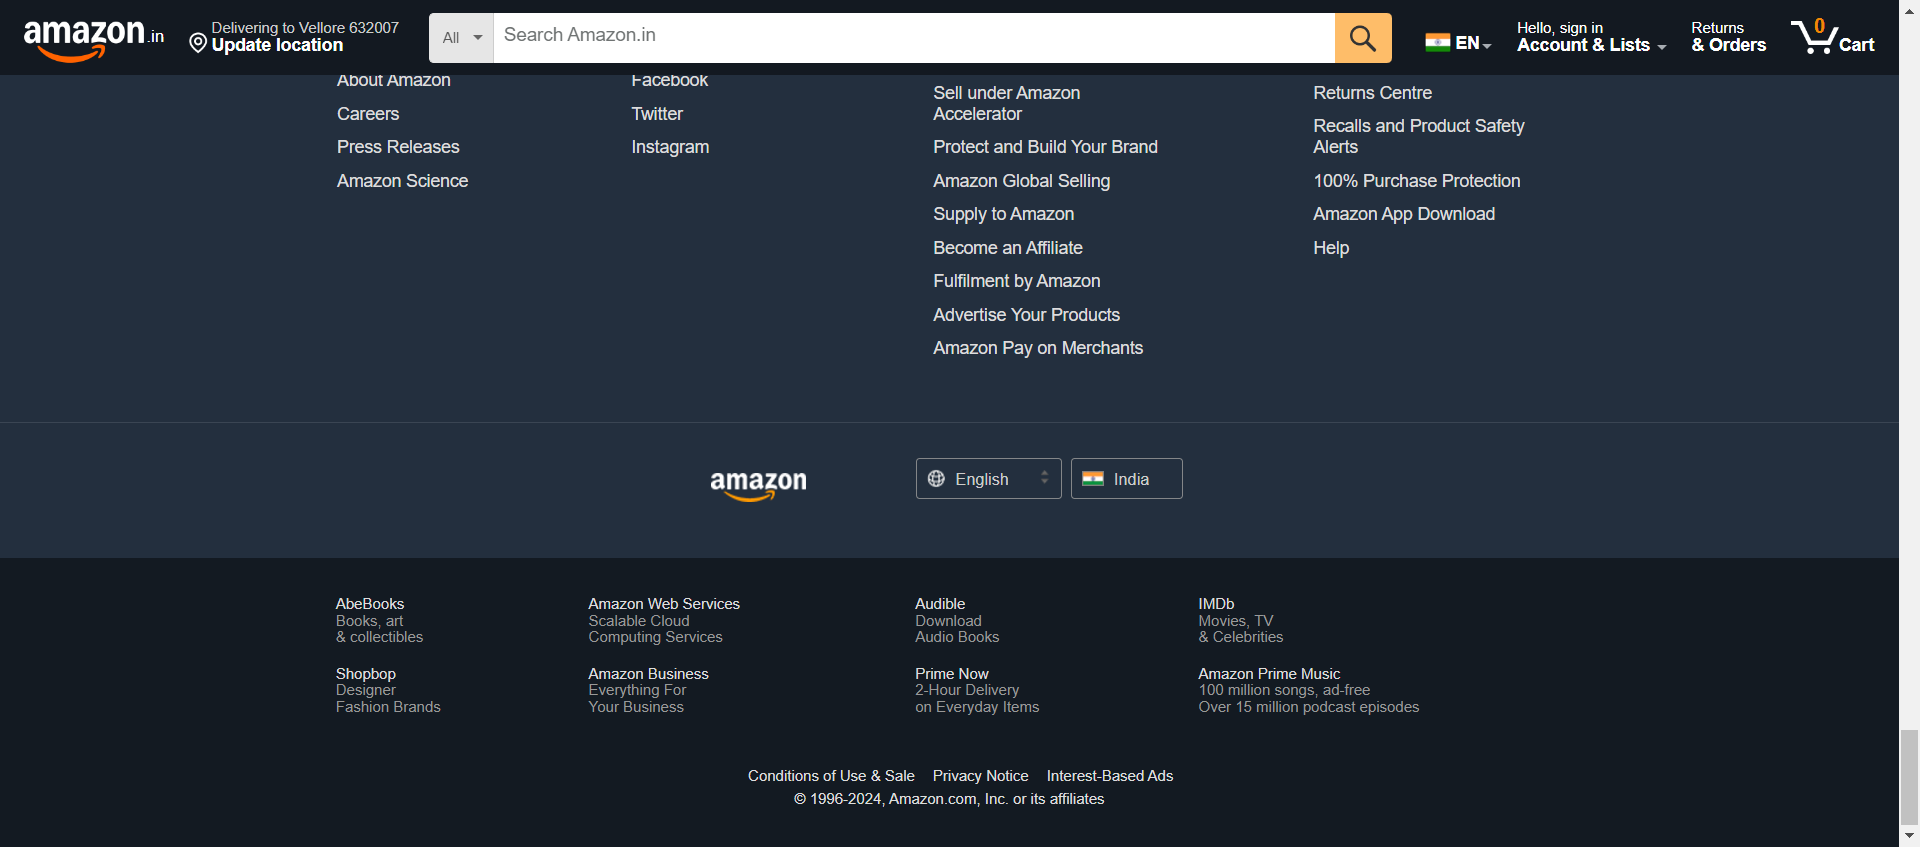 amazon.in
Delivering to Vellore 632007
Update location
All
Search Amazon.in
EN
Hello, sign in
Account & Lists
Returns
& Orders
0
Cart
About Amazon
Careers
Press Releases
Amazon Science
Facebook
Twitter
Instagram
Sell under Amazon
Accelerator
Protect and Build Your Brand
Amazon Global Selling
Supply to Amazon
Become an Affiliate
Fulfilment by Amazon
Advertise Your Products
Amazon Pay on Merchants
Returns Centre
Recalls and Product Safety
Alerts
100% Purchase Protection
Amazon App Download
Help
amazon
English
India
AbeBooks
Books, art
& collectibles
Amazon Web Services
Scalable Cloud
Computing Services
Audible
Download
Audio Books
IMDb
Movies, TV
& Celebrities
Shopbop
Designer
Fashion Brands
Amazon Business
Everything For
Your Business
Prime Now
2-Hour Delivery
on Everyday Items
Amazon Prime Music
100 million songs, ad-free
Over 15 million podcast episodes
Conditions of Use & Sale
Privacy Notice
Interest-Based Ads
© 1996-2024, Amazon.com, Inc. or its affiliates